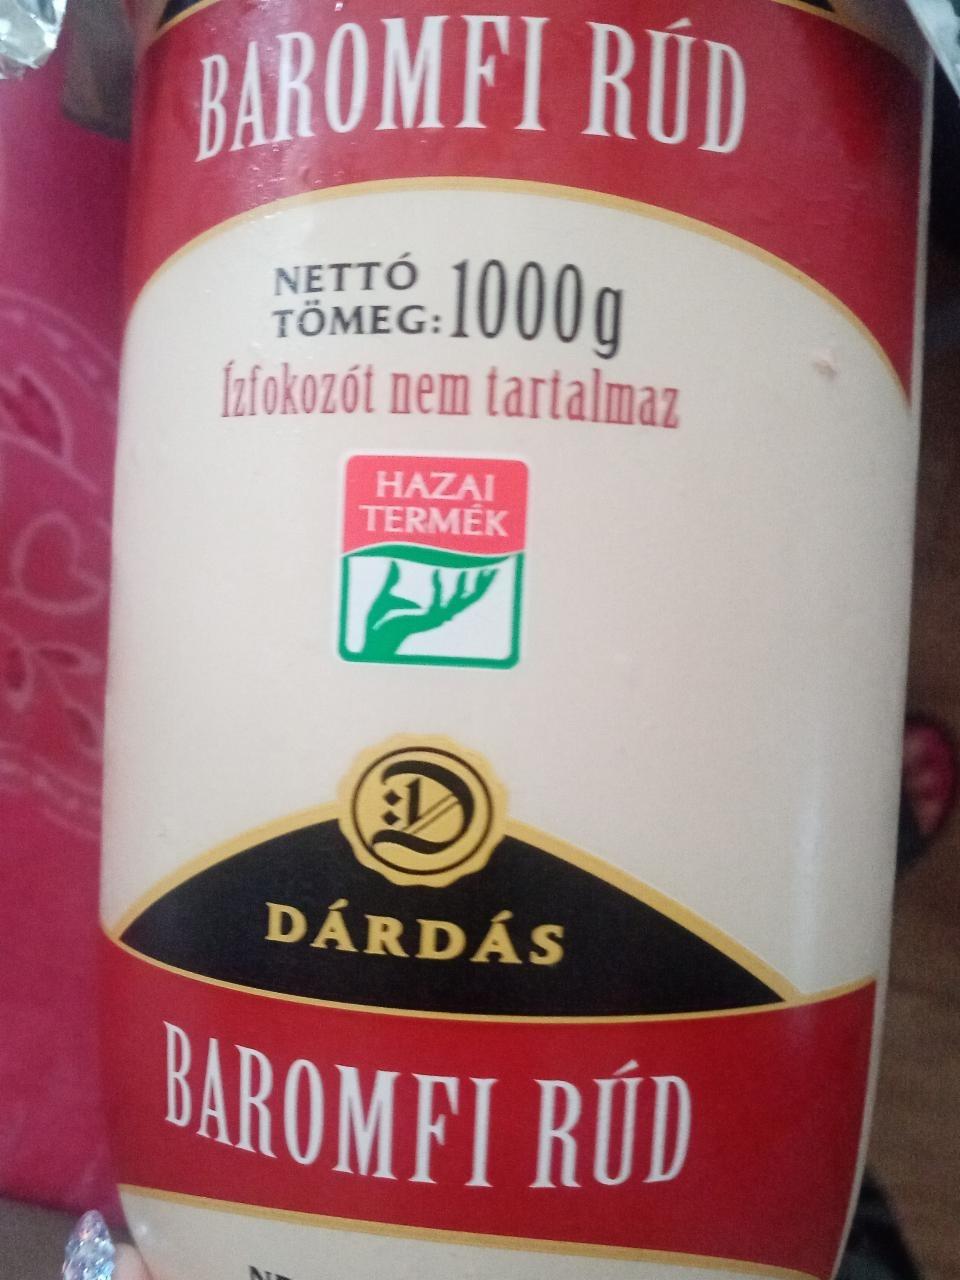 BAROMFI RÚD
NETTÓ
TÖMEG: 1000g
Ízfokozót nem tartalmaz
HAZAI
TERMÉK
DÁRDÁS
BAROMFI RÚD